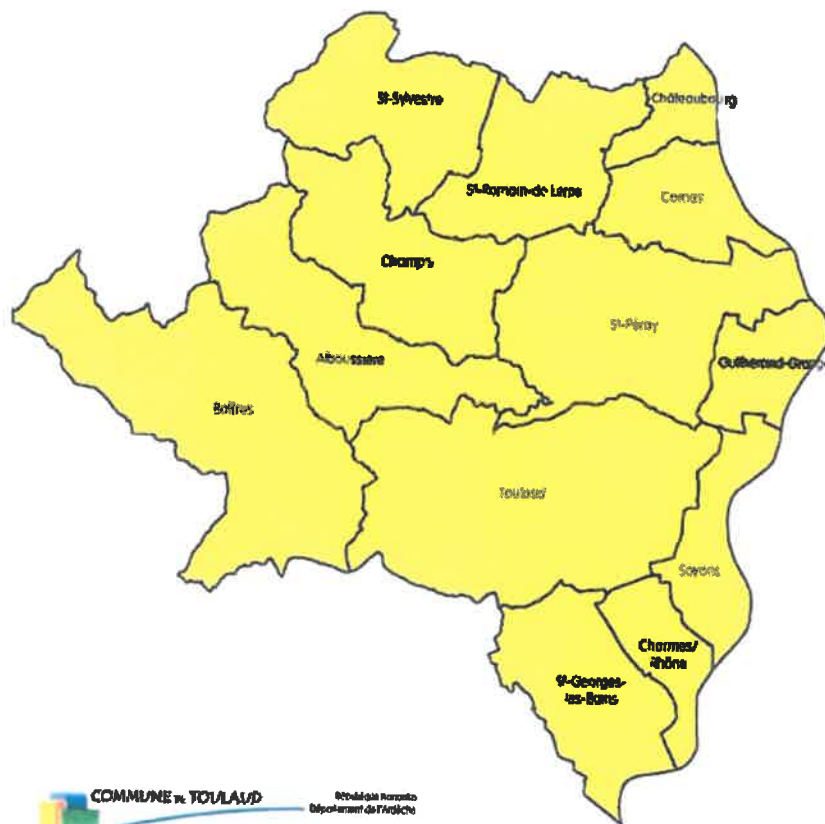 St-Sylvestre
Châteaubourg
St-Romain-de Lerps
Cornas
Champs
St-Péray
Alboussière
Guilherand-Grange
Boffres
Toulaud
Soyons
Charmes/
Rhône
St-Georges-
les-Bains
COMMUNE DE TOULAUD
République Française
Département de l'Ardèche